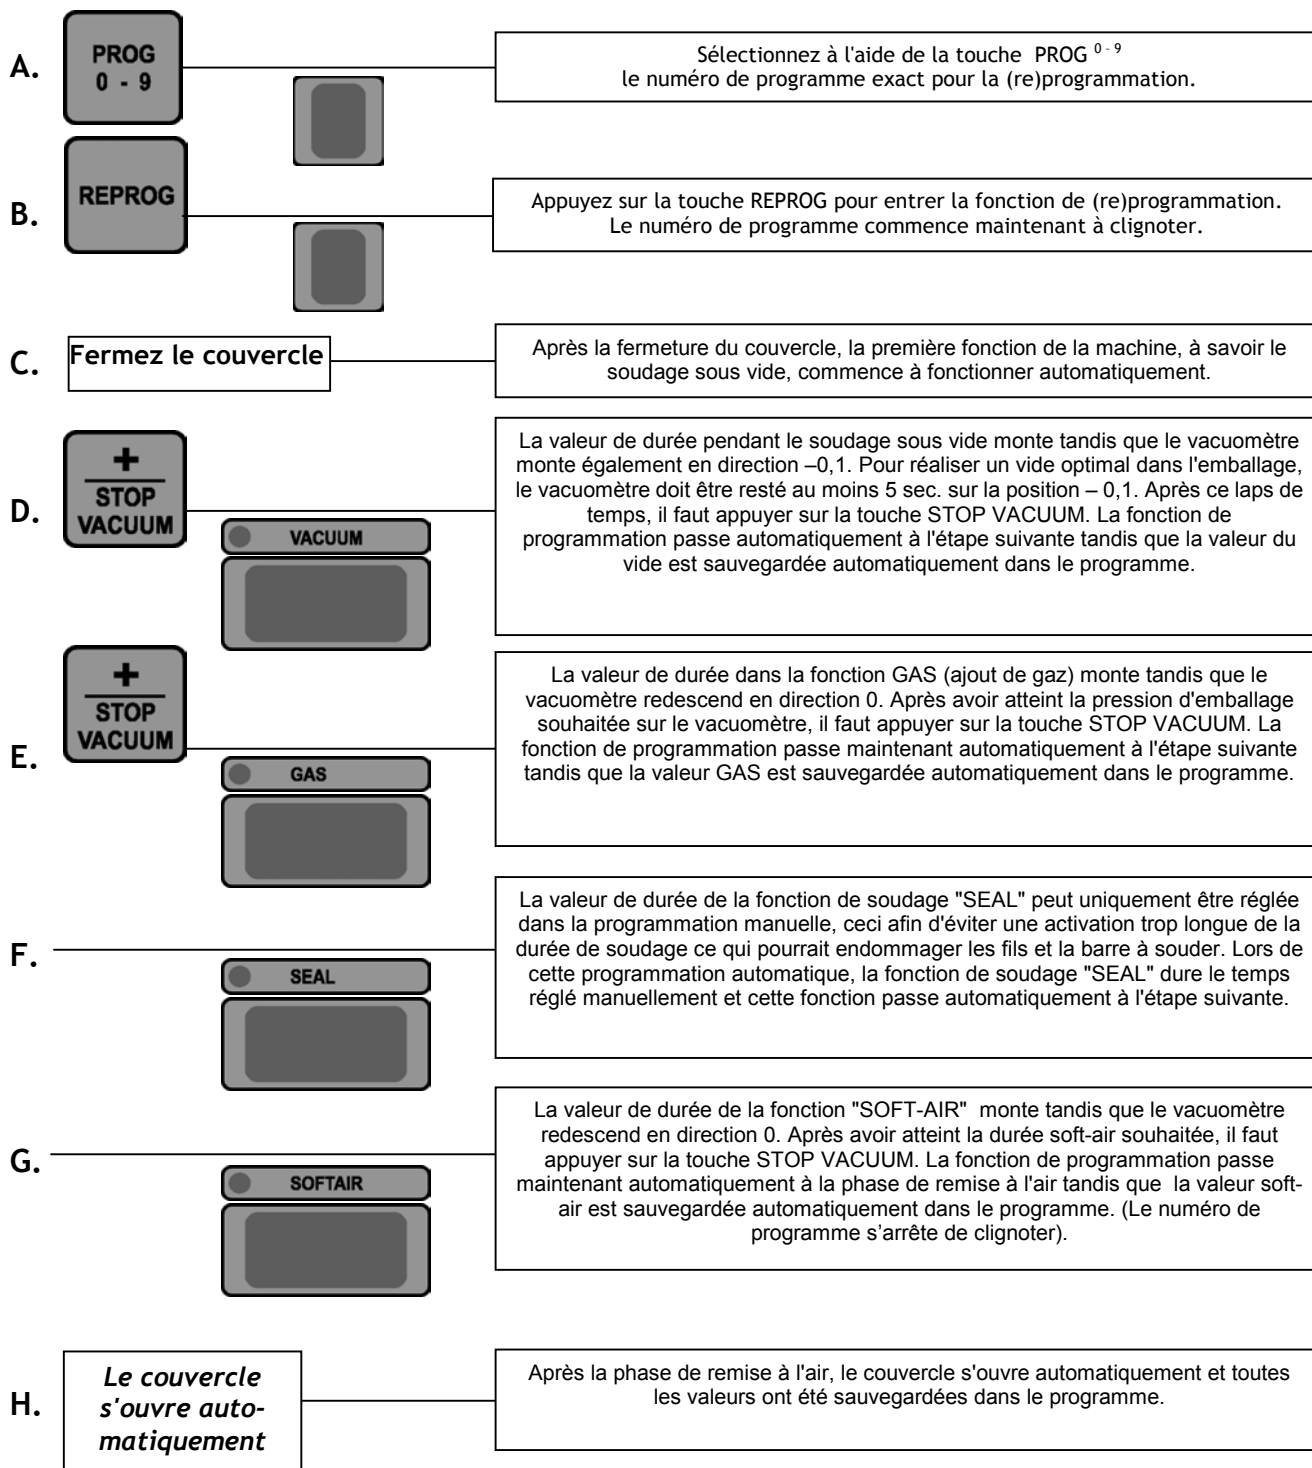 A.
PROG
0 - 9
Sélectionnez à l'aide de la touche PROG 0 - 9
le numéro de programme exact pour la (re)programmation.
B.
REPROG
Appuyez sur la touche REPROG pour entrer la fonction de (re)programmation.
Le numéro de programme commence maintenant à clignoter.
C.
Fermez le couvercle
Après la fermeture du couvercle, la première fonction de la machine, à savoir le
soudage sous vide, commence à fonctionner automatiquement.
D.
+
STOP
VACUUM
VACUUM
La valeur de durée pendant le soudage sous vide monte tandis que le vacuomètre
monte également en direction –0,1. Pour réaliser un vide optimal dans l'emballage,
le vacuomètre doit être resté au moins 5 sec. sur la position – 0,1. Après ce laps de
temps, il faut appuyer sur la touche STOP VACUUM. La fonction de
programmation passe automatiquement à l'étape suivante tandis que la valeur du
vide est sauvegardée automatiquement dans le programme.
E.
+
STOP
VACUUM
GAS
La valeur de durée dans la fonction GAS (ajout de gaz) monte tandis que le
vacuomètre redescend en direction 0. Après avoir atteint la pression d'emballage
souhaitée sur le vacuomètre, il faut appuyer sur la touche STOP VACUUM. La
fonction de programmation passe maintenant automatiquement à l'étape suivante
tandis que la valeur GAS est sauvegardée automatiquement dans le programme.
F.
SEAL
La valeur de durée de la fonction de soudage "SEAL" peut uniquement être réglée
dans la programmation manuelle, ceci afin d'éviter une activation trop longue de la
durée de soudage ce qui pourrait endommager les fils et la barre à souder. Lors de
cette programmation automatique, la fonction de soudage "SEAL" dure le temps
réglé manuellement et cette fonction passe automatiquement à l'étape suivante.
G.
SOFTAIR
La valeur de durée de la fonction "SOFT-AIR" monte tandis que le vacuomètre
redescend en direction 0. Après avoir atteint la durée soft-air souhaitée, il faut
appuyer sur la touche STOP VACUUM. La fonction de programmation passe
maintenant automatiquement à la phase de remise à l'air tandis que la valeur soft-
air est sauvegardée automatiquement dans le programme. (Le numéro de
programme s’arrête de clignoter).
H.
Le couvercle
s'ouvre auto-
matiquement
Après la phase de remise à l'air, le couvercle s'ouvre automatiquement et toutes
les valeurs ont été sauvegardées dans le programme.